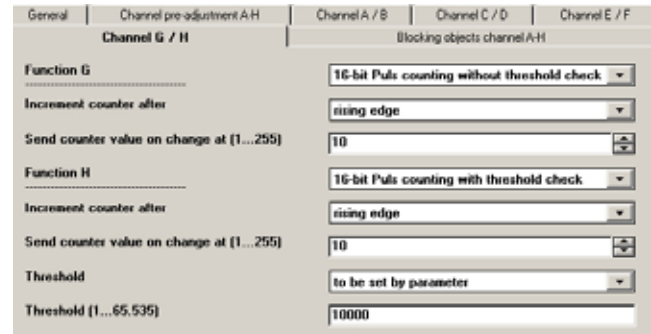 General
Channel pre-adjustment A-H
Channel A / B
Channel C / D
Channel E / F
Channel G / H
Blocking objects channel A-H
Function G
16-bit Puls counting without threshold check
Increment counter after
rising edge
Send counter value on change at (1...255)
10
Function H
16-bit Puls counting with threshold check
Increment counter after
rising edge
Send counter value on change at (1...255)
10
Threshold
to be set by parameter
Threshold (1...65.535)
10000